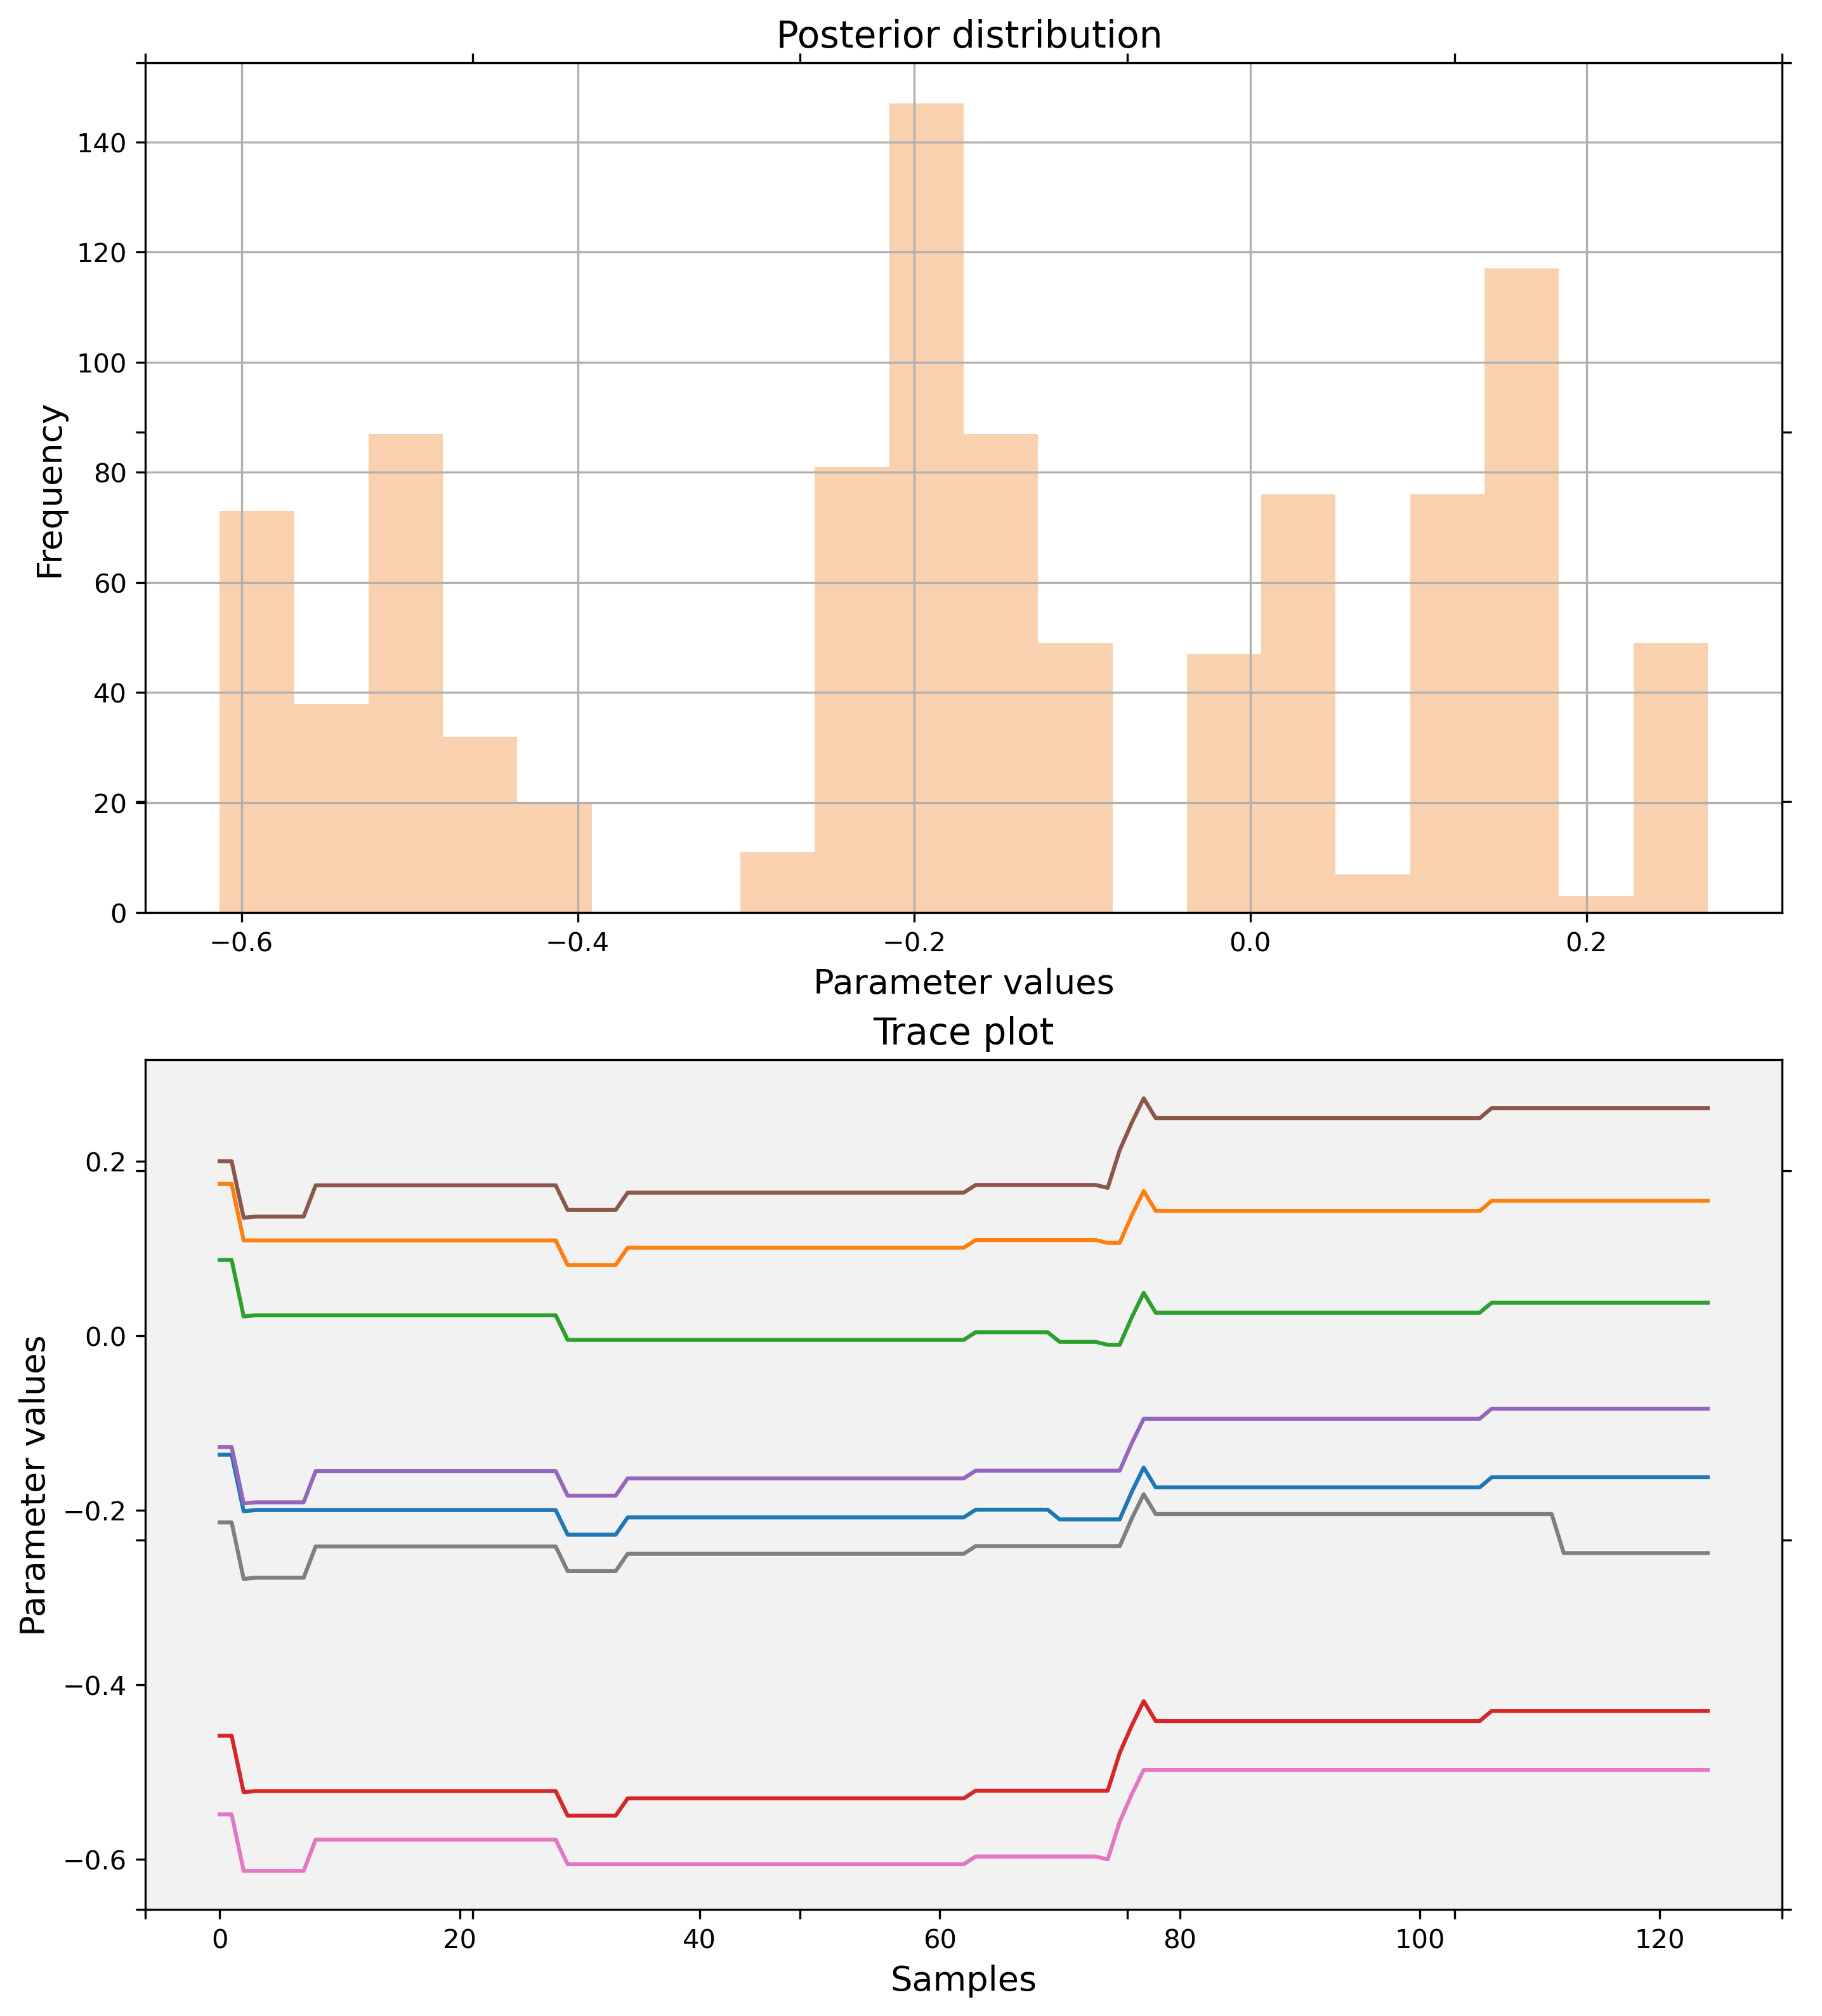 Posterior distribution
140
120
100
80
60
40
20
0
Frequency
−0.6 −0.4 −0.2 0.0 0.2
Parameter values
Trace plot
0.2
0.0
−0.2
−0.4
−0.6
Parameter values
0 20 40 60 80 100 120
Samples